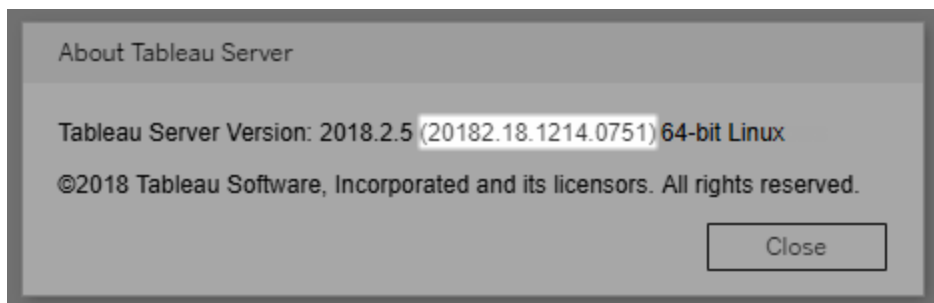 About Tableau Server
Tableau Server Version: 2018.2.5 (20182.18.1214.0751) 64-bit Linux
©2018 Tableau Software, Incorporated and its licensors. All rights reserved.
Close